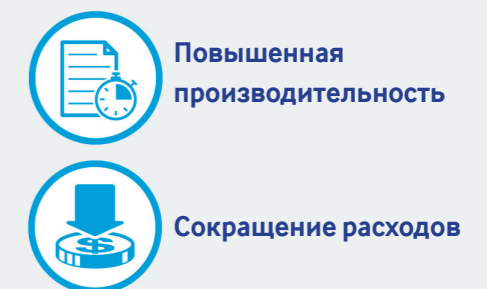 Повышенная
производительность
Сокращение расходов